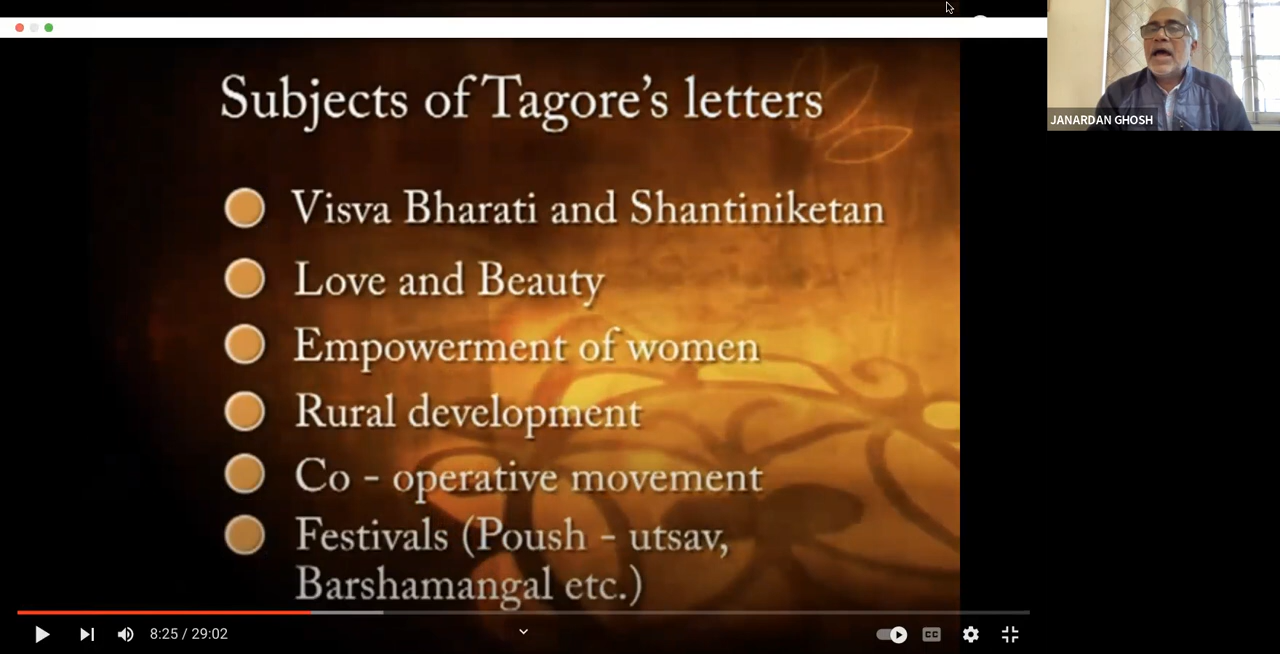 Subjects of Tagore's letters
Visva Bharati and Shantiniketan
Love and Beauty
Empowerment of women
Rural development
Co - operative movement
Festivals (Poush - utsav,
Barshamangal etc.)
8:25 / 29:02
CC
JANARDAN GHOSH